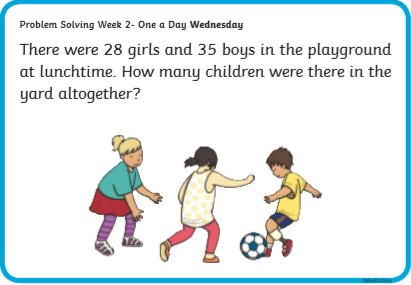 Problem Solving Week 2- One a Day Wednesday
There were 28 girls and 35 boys in the playground
at lunchtime. How many children were there in the
yard altogether?